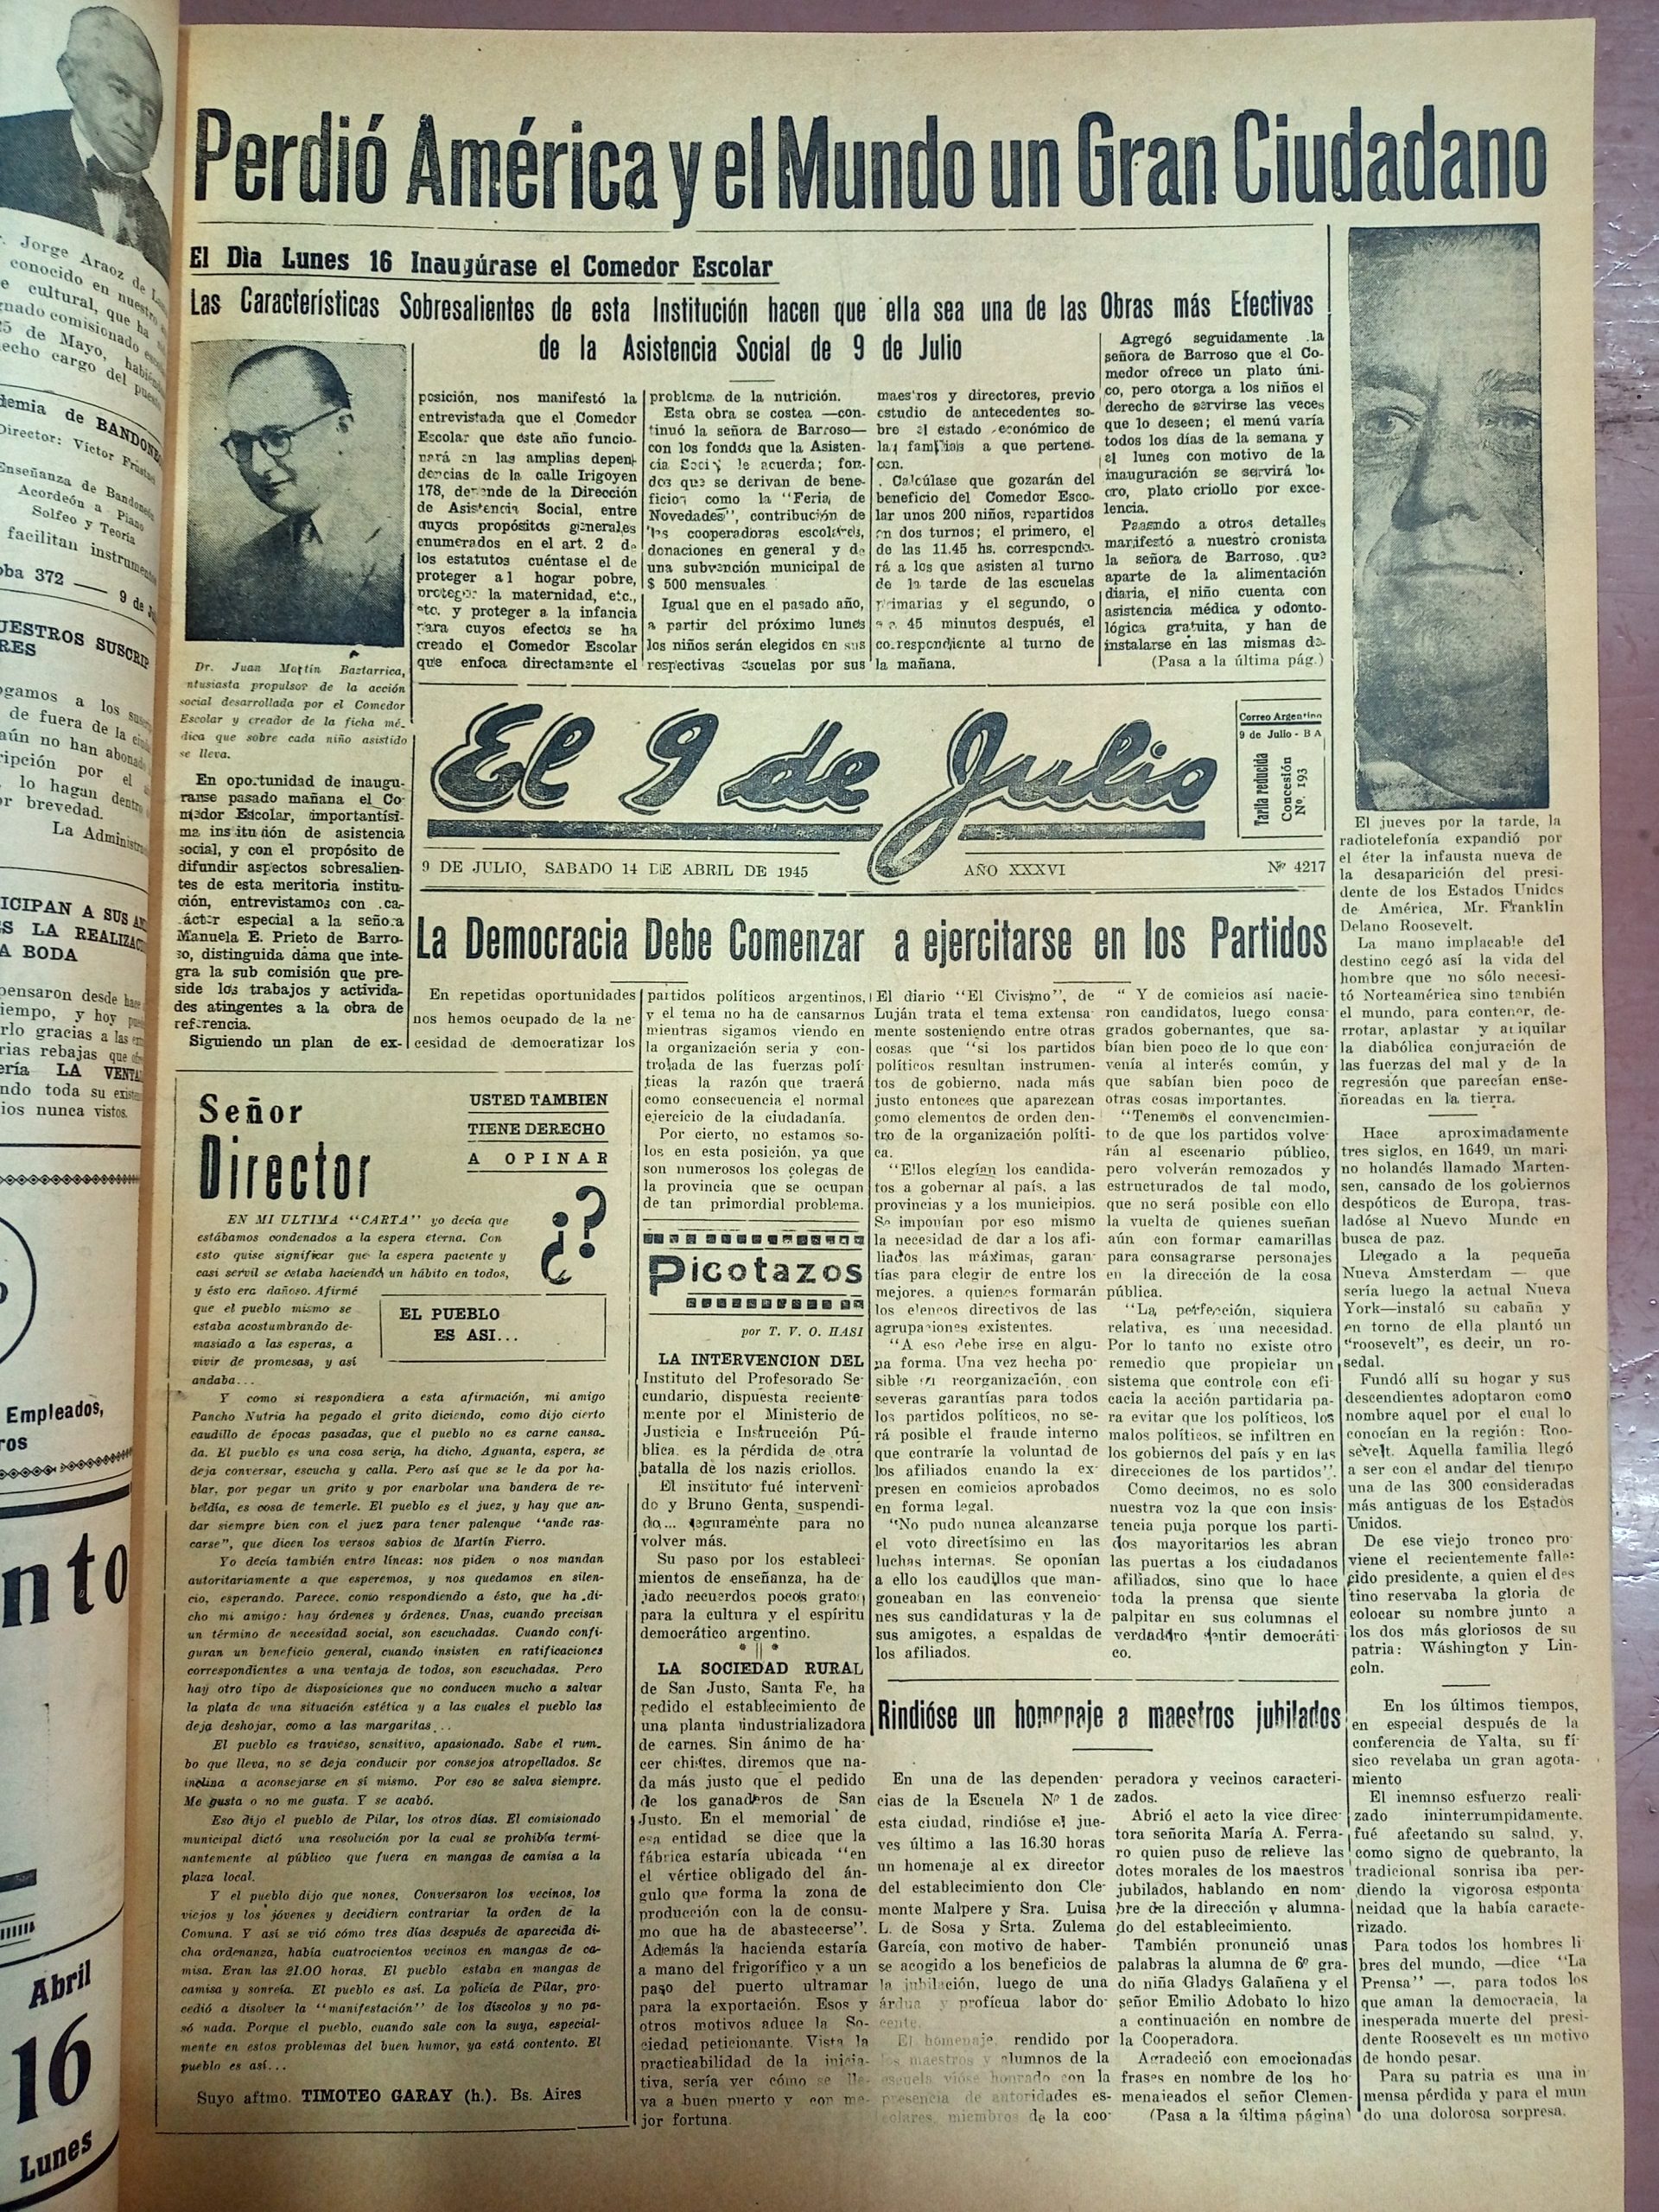 Perdió América y el Mundo un Gran Ciudadano
El Dìa Lunes 16 Inaugúrase el Comedor Escolar
Las Características Sobresalientes de esta Institución hacen que ella sea una de las Obras más Efectivas
de la Asistencia Social de 9 de Julio
Dr. Juan Martín Baztarrica,
ntusiasta propulsor de la acción
social desarrollada por el Comedor
Escolar y creador de la ficha mé-
dica que sobre cada niño asistido
se lleva.
En oportunidad de inaugu-
rarse pasado mañana el Co-
medor Escolar, importantísi-
ma institución de asistencia
social, y con el propósito de
difundir aspectos sobresalien-
tes de esta meritoria institu-
ción, entrevistamos con ca-
rácter especial a la señora
Manuela E. Prieto de Barro-
so, distinguida dama que inte-
gra la sub comisión que pre-
side los trabajos y activida-
des atingentes a la obra de
referencia.
Siguiendo un plan de ex-
posición, nos manifestó la
entrevistada que el Comedor
Escolar que este año funcio-
nará en las amplias depen-
dencias de la calle Irigoyen
178, depende de la Dirección
de Asistencia Social, entre
cuyos propósitos generales
enumerados en el art. 2 de
los estatutos cuéntase el de
proteger al hogar pobre,
proteger la maternidad, etc.,
etc. y proteger a la infancia
para cuyos efectos se ha
creado el Comedor Escolar
que enfoca directamente el
problema de la nutrición.
Esta obra se costea —con-
tinuó la señora de Barroso—
con los fondos que la Asisten-
cia Social le acuerda; fon-
dos que se derivan de bene-
ficios como la "Feria de
Novedades", contribución de
las cooperadoras escolares,
donaciones en general y de
una subvención municipal de
$ 500 mensuales
Igual que en el pasado año,
a partir del próximo lunes
los niños serán elegidos en sus
respectivas escuelas por sus
maestros y directores, previo
estudio de antecedentes so-
bre el estado económico de
las familias a que pertene-
cen.
Calcúlase que gozarán del
beneficio del Comedor Esco-
lar unos 200 niños, repartidos
en dos turnos; el primero, el
de las 11.45 hs. corresponde-
rá a los que asisten al turno
de la tarde de las escuelas
primarias y el segundo, o
45 minutos después, el
correspondiente al turno de
la mañana.
Agregó seguidamente la
señora de Barroso que el Co-
medor ofrece un plato úni-
co, pero otorga a los niños el
derecho de servirse las veces
que lo deseen; el menú varía
todos los días de la semana y
el lunes con motivo de la
inauguración se servirá lo-
cro, plato criollo por exce-
lencia.
Pasando a otros detalles
manifestó a nuestro cronista
la señora de Barroso, que
aparte de la alimentación
diaria, el niño cuenta con
asistencia médica y odonto-
lógica gratuita, y han de
instalarse en las mismas de-
(Pasa a la última pág.)
El 9 de Julio
Correo Argentino
9 de Julio - B A
Tarifa reducida
Concesión
Nº. 193
9 DE JULIO, SABADO 14 DE ABRIL DE 1945
AÑO XXXVI
Nº 4217
La Democracia Debe Comenzar a ejercitarse en los Partidos
En repetidas oportunidades
nos hemos ocupado de la ne-
cesidad de democratizar los
partidos políticos argentinos,
y el tema no ha de cansarnos
mientras sigamos viendo en
la organización seria y con-
trolada de las fuerzas polí-
ticas la razón que traerá
como consecuencia el normal
ejercicio de la ciudadanía.
Por cierto, no estamos so-
los en esta posición, ya que
son numerosos los colegas de
la provincia que se ocupan
de tan primordial problema.
El diario "El Civismo", de
Luján trata el tema extensa-
mente sosteniendo entre otras
cosas que "si los partidos
políticos resultan instrumen-
tos de gobierno, nada más
justo entonces que aparezcan
como elementos de orden den-
tro de la organización políti-
ca.
"Ellos elegían los candida-
tos a gobernar al país, a las
provincias y a los municipios.
Se imponían por eso mismo
la necesidad de dar a los afi-
liados las máximas, garan-
tías para elegir de entre los
mejores, a quienes formarán
los elencos directivos de las
agrupaciones existentes.
"A eso debe irse en algu-
na forma. Una vez hecha po-
sible la reorganización, con
severas garantías para todos
los partidos políticos, no se-
rá posible el fraude interno
que contraríe la voluntad de
los afiliados cuando la ex-
presen en comicios aprobados
en forma legal.
"No pudo nunca alcanzarse
el voto directísimo en las
luchas internas. Se oponían
a ello los caudillos que man-
goneaban en las convencio-
nes sus candidaturas y la de
sus amigotes, a espaldas de
los afiliados.
" Y de comicios así nacie-
ron candidatos, luego consa-
grados gobernantes, que sa-
bían bien poco de lo que con-
venía al interés común, y
que sabían bien poco de
otras cosas importantes.
"Tenemos el convencimien-
to de que los partidos volve-
rán al escenario público,
pero volverán remozados y
estructurados de tal modo,
que no será posible con ello
la vuelta de quienes sueñan
aún con formar camarillas
para consagrarse personajes
en la dirección de la cosa
pública.
"La perfección, siquiera
relativa, es una necesidad.
Por lo tanto no existe otro
remedio que propiciar un
sistema que controle con efi-
cacia la acción partidaria pa-
ra evitar que los políticos, los
malos políticos, se infiltren en
los gobiernos del país y en las
direcciones de los partidos".
Como decimos, no es solo
nuestra voz la que con insis-
tencia puja porque los parti-
dos mayoritarios les abran
las puertas a los ciudadanos
afiliados, sino que lo hace
toda la prensa que siente
palpitar en sus columnas el
verdadero sentir democráti-
co.
Señor
Director
USTED TAMBIEN
TIENE DERECHO
A OPINAR
¿?
EN MI ULTIMA "CARTA" yo decía que
estábamos condenados a la espera eterna. Con
esto quise significar que la espera paciente y
casi servil se estaba haciendo un hábito en todos,
y ésto era dañoso. Afirmé
que el pueblo mismo se
estaba acostumbrando de-
masiado a las esperas, a
vivir de promesas, y así
andaba...
EL PUEBLO
ES ASI...
Y como si respondiera a esta afirmación, mi amigo
Pancho Nutria ha pegado el grito diciendo, como dijo cierto
caudillo de épocas pasadas, que el pueblo no es carne cansa-
da. El pueblo es una cosa seria, ha dicho. Aguanta, espera, se
deja conversar, escucha y calla. Pero así que se le da por ha-
blar, por pegar un grito y por enarbolar una bandera de re-
beldía, es cosa de temerle. El pueblo es el juez, y hay que an-
dar siempre bien con el juez para tener palenque "ande ras-
carse", que dicen los versos sabios de Martín Fierro.
Yo decía también entre líneas: nos piden o nos mandan
autoritariamente a que esperemos, y nos quedamos en silen-
cio, esperando. Parece, como respondiendo a ésto, que ha di-
cho mi amigo: hay órdenes y órdenes. Unas, cuando precisan
un término de necesidad social, son escuchadas. Cuando confi-
guran un beneficio general, cuando insisten en ratificaciones
correspondientes a una ventaja de todos, son escuchadas. Pero
hay otro tipo de disposiciones que no conducen mucho a salvar
la plata de una situación estética y a las cuales el pueblo las
deja deshojar, como a las margaritas...
El pueblo es travieso, sensitivo, apasionado. Sabe el rum-
bo que lleva, no se deja conducir por consejos atropellados. Se
inclina a aconsejarse en sí mismo. Por eso se salva siempre.
Me gusta o no me gusta. Y se acabó.
Eso dijo el pueblo de Pilar, los otros días. El comisionado
municipal dictó una resolución por la cual se prohibía termi-
nantemente al público que fuera en mangas de camisa a la
plaza local.
Y el pueblo dijo que nones. Conversaron los vecinos, los
viejos y los jóvenes y decidiern contrariar la orden de la
Comuna. Y así se vió cómo tres días después de aparecida di-
cha ordenanza, había cuatrocientos vecinos en mangas de ca-
misa. Eran las 21.00 horas. El pueblo estaba en mangas de
camisa y sonreía. El pueblo es así. La policía de Pilar, pro-
cedió a disolver la "manifestación" de los díscolos y no pa-
só nada. Porque el pueblo, cuando sale con la suya, especial-
mente en estos problemas del buen humor, ya está contento. El
pueblo es así...
Suyo aftmo. TIMOTEO GARAY (h.). Bs. Aires
Picotazos
por T. V. O. HASI
LA INTERVENCION DEL
Instituto del Profesorado Se-
cundario, dispuesta reciente-
mente por el Ministerio de
Justicia e Instrucción Pú-
blica. es la pérdida de otra
batalla de los nazis criollos.
El instituto fué interveni-
do y Bruno Genta, suspendi-
do... seguramente para no
volver más.
Su paso por los estableci-
mientos de enseñanza, ha de-
jado recuerdos pocos gratos
para la cultura y el espíritu
democrático argentino.
LA SOCIEDAD RURAL
de San Justo, Santa Fe, ha
pedido el establecimiento de
una planta industrializadora
de carnes. Sin ánimo de ha-
cer chistes, diremos que na-
da más justo que el pedido
de los ganaderos de San
Justo. En el memorial de
esa entidad se dice que la
fábrica estaría ubicada "en
el vértice obligado del án-
gulo que forma la zona de
producción con la de consu-
mo que ha de abastecerse".
Además la hacienda estaría
a mano del frigorífico y a un
paso del puerto ultramar
para la exportación. Esos y
otros motivos aduce la So-
ciedad peticionante. Vista la
practicabilidad de la inicia-
tiva, sería ver cómo se lle-
va a buen puerto y con me-
jor fortuna.
Rindióse un homenaje a maestros jubilados
En una de las dependen-
cias de la Escuela Nº 1 de
esta ciudad, rindióse el jue-
ves último a las 16.30 horas
un homenaje al ex director
del establecimiento don Cle-
mente Malpere y Sra. Luisa
L. de Sosa y Srta. Zulema
García, con motivo de haber-
se acogido a los beneficios de
la jubilación, luego de una
árdua y profícua labor do-
cente.
El homenaje, rendido por
los maestros y alumnos de la
escuela vióse honrado con la
presencia de autoridades es-
colares, miembros de la coo-
peradora y vecinos caracteri-
zados.
Abrió el acto la vice direc-
tora señorita María A. Ferra-
ro quien puso de relieve las
dotes morales de los maestros
jubilados, hablando en nom-
bre de la dirección y alumna-
do del establecimiento.
También pronunció unas
palabras la alumna de 6º gra-
do niña Gladys Galañena y el
señor Emilio Adobato lo hizo
a continuación en nombre de
la Cooperadora.
Agradeció con emocionadas
frases en nombre de los ho-
menajeados el señor Clemen-
(Pasa a la última página)
El jueves por la tarde, la
radiotelefonía expandió por
el éter la infausta nueva de
la desaparición del presi-
dente de los Estados Unidos
de América, Mr. Franklin
Delano Roosevelt.
La mano implacable del
destino cegó así la vida del
hombre que no sólo necesi-
tó Norteamérica sino también
el mundo, para contener, de-
rrotar, aplastar y aniquilar
la diabólica conjuración de
las fuerzas del mal y de la
regresión que parecían ense-
ñoreadas en la tierra.
Hace aproximadamente
tres siglos, en 1649, un mari-
no holandés llamado Marten-
sen, cansado de los gobiernos
despóticos de Europa, tras-
ladóse al Nuevo Mundo en
busca de paz.
Llegado a la pequeña
Nueva Amsterdam — que
sería luego la actual Nueva
York—instaló su cabaña y
en torno de ella plantó un
"roosevelt", es decir, un ro-
sedal.
Fundó allí su hogar y sus
descendientes adoptaron como
nombre aquel por el cual lo
conocían en la región: Roo-
sevelt. Aquella familia llegó
a ser con el andar del tiempo
una de las 300 consideradas
más antiguas de los Estados
Unidos.
De ese viejo tronco pro-
viene el recientemente falle-
cido presidente, a quien el des
tino reservaba la gloria de
colocar su nombre junto a
los dos más gloriosos de su
patria: Wáshington y Lin-
coln.
En los últimos tiempos,
en especial después de la
conferencia de Yalta, su fí-
sico revelaba un gran agota-
miento
El inemnso esfuerzo reali-
zado ininterrumpidamente,
fué afectando su salud, y,
como signo de quebranto, la
tradicional sonrisa iba per-
diendo la vigorosa esponta
neidad que la había caracte-
rizado.
Para todos los hombres li
bres del mundo, —dice "La
Prensa" —, para todos los
que aman la democracia, la
inesperada muerte del presi-
dente Roosevelt es un motivo
de hondo pesar.
Para su patria es una in
mensa pérdida y para el mun
do una dolorosa sorpresa.
Jorge Araoz de
conocido en nuestro
cultural, que ha
comisionado
de Mayo,
echo cargo del
de BANDONE
Director: Víctor
Enseñanza de Bandoneón
Acordeón a Piano
Solfeo y Teoría
facilitan instrumen
372 —— 9 de
SUSCRIP
RES
ogamos a los
de fuera de la
aún no han abonado
ripción por el
lo hagan dentro
brevedad.
La Administra
ICIPAN A SUS
LA
A BODA
pensaron desde
iempo, y hoy
rlo gracias a las
rias rebajas que
ería LA
ndo toda su
ios nunca vistos.
Empleados,
ros
nto
Abril
16
Lunes